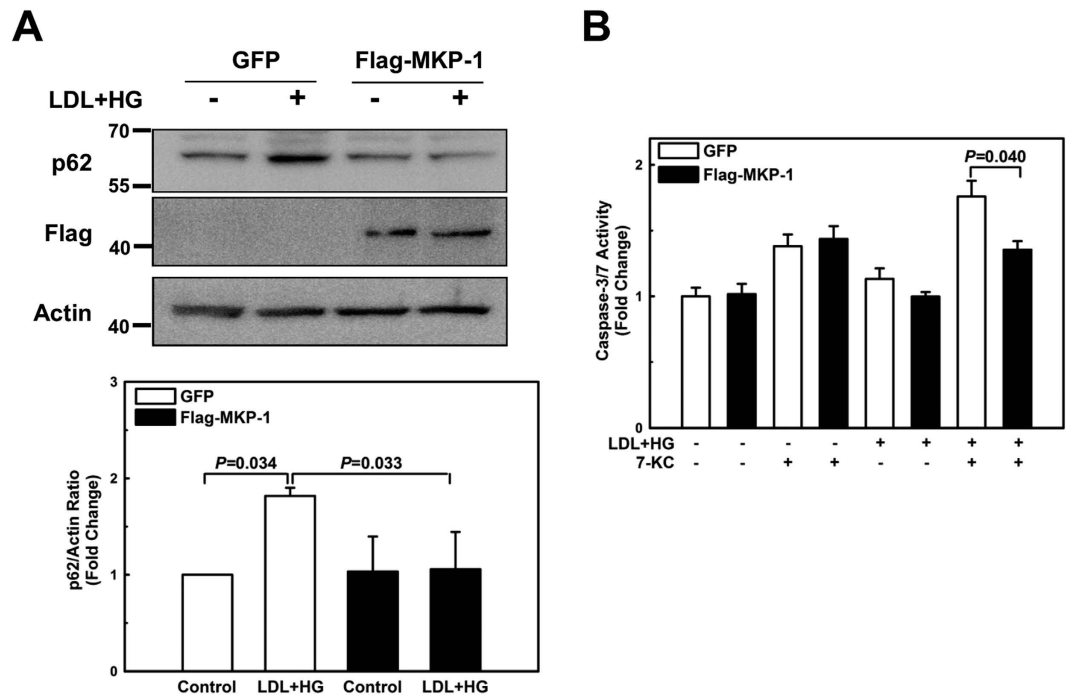 A
GFP Flag-MKP-1
LDL+HG - + - +
70
p62
55
Flag
40
Actin
40
3
GFP
Flag-MKP-1
2
P=0.034 P=0.033
p62/Actin Ratio
(Fold Change)
1
0
Control LDL+HG Control LDL+HG
B
GFP
Flag-MKP-1
2
P=0.040
Caspase-3/7 Activity
(Fold Change)
1
0
LDL+HG - - - - + + + +
7-KC - - + + - - + +